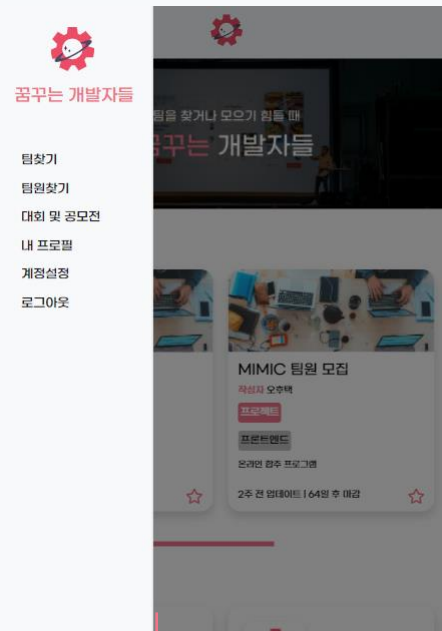 꿈꾸는 개발자들
팀찾기
팀원찾기
대회 및 공모전
내 프로필
계정설정
로그아웃
팀을 찾거나 모으기 힘들 때
꿈꾸는 개발자들
MIMIC 팀원 모집
작성자 오후택
프로젝트
프론트엔드
온라인 합주 프로그램
2주 전 업데이트 | 64일 후 마감